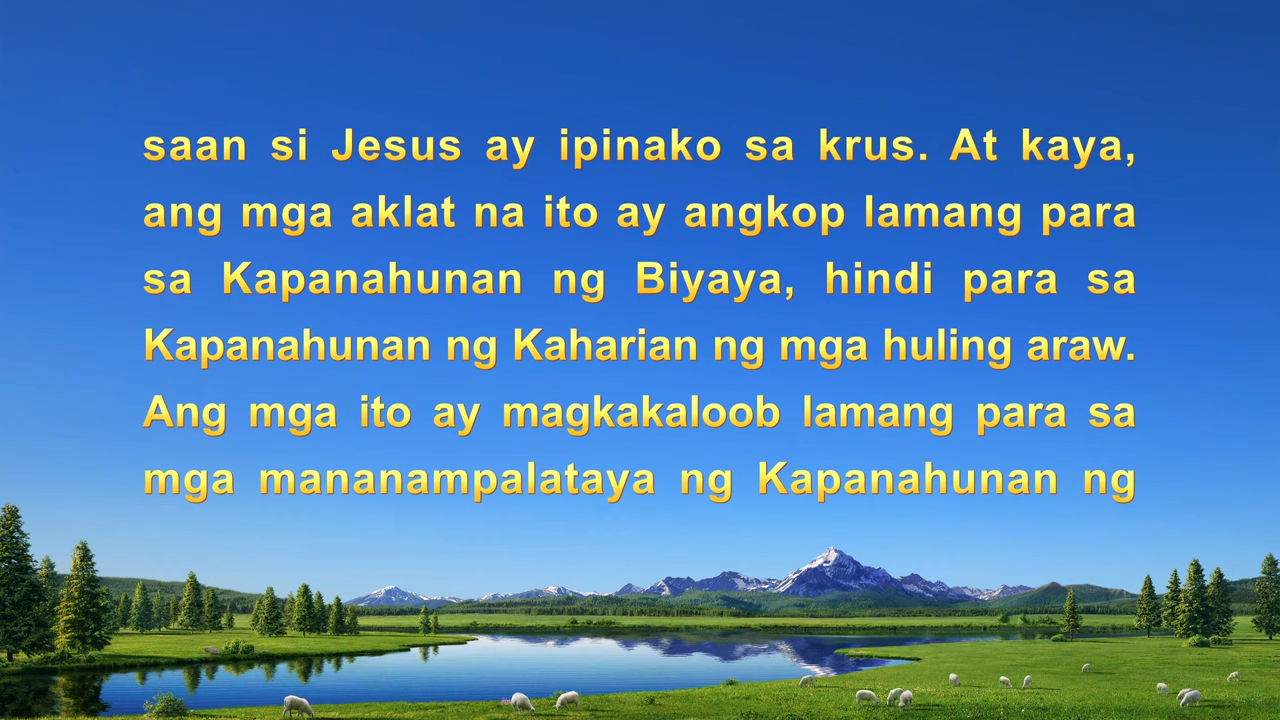 saan si Jesus ay ipinako sa krus. At kaya,
ang mga aklat na ito ay angkop lamang para
sa Kapanahunan ng Biyaya, hindi para sa
Kapanahunan ng Kaharian ng mga huling araw.
Ang mga ito ay magkakaloob lamang para sa
mga mananampalataya ng Kapanahunan ng